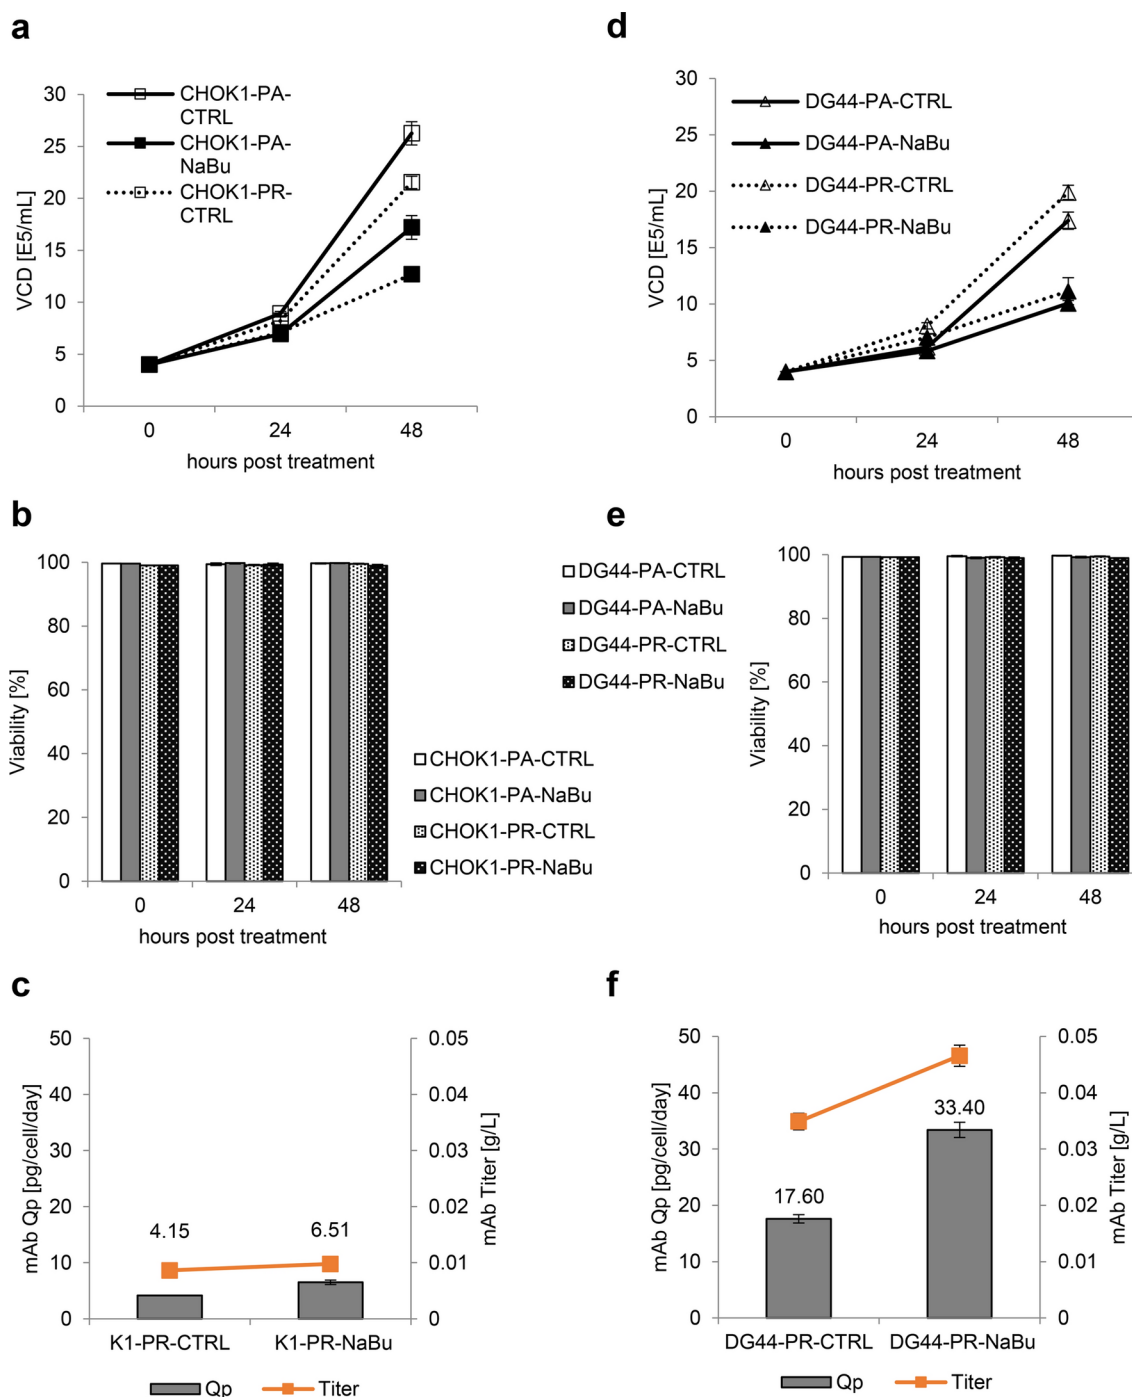 a
30
25
20
15
10
5
0
VCD [E5/mL]
CHOK1-PA-
CTRL
CHOK1-PA-
NaBu
CHOK1-PR-
CTRL
0 24 48
hours post treatment
d
30
25
20
15
10
5
0
VCD [E5/mL]
DG44-PA-CTRL
DG44-PA-NaBu
DG44-PR-CTRL
DG44-PR-NaBu
0 24 48
hours post treatment
b
100
80
60
40
20
0
Viability [%]
CHOK1-PA-CTRL
CHOK1-PA-NaBu
CHOK1-PR-CTRL
CHOK1-PR-NaBu
0 24 48
hours post treatment
e
DG44-PA-CTRL
DG44-PA-NaBu
DG44-PR-CTRL
DG44-PR-NaBu
100
80
60
40
20
0
Viability [%]
0 24 48
hours post treatment
c
50
40
30
20
10
0
mAb Qp [pg/cell/day]
4.15 6.51
0.05
0.04
0.03
0.02
0.01
0
mAb Titer [g/L]
K1-PR-CTRL K1-PR-NaBu
Qp Titer
f
50
40
30
20
10
0
mAb Qp [pg/cell/day]
17.60 33.40
0.05
0.04
0.03
0.02
0.01
0
mAb Titer [g/L]
DG44-PR-CTRL DG44-PR-NaBu
Qp Titer